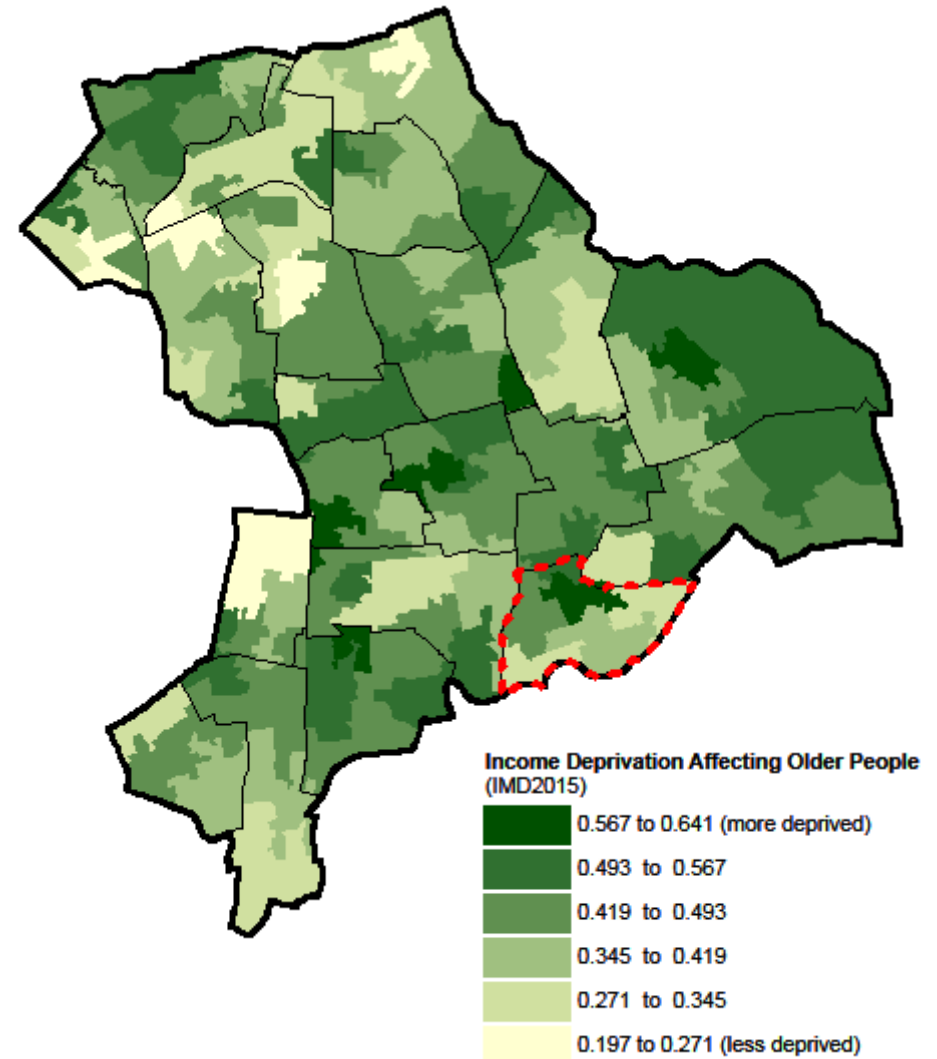 Income Deprivation Affecting Older People
(IMD2015)
0.567 to 0.641 (more deprived)
0.493 to 0.567
0.419 to 0.493
0.345 to 0.419
0.271 to 0.345
0.197 to 0.271 (less deprived)